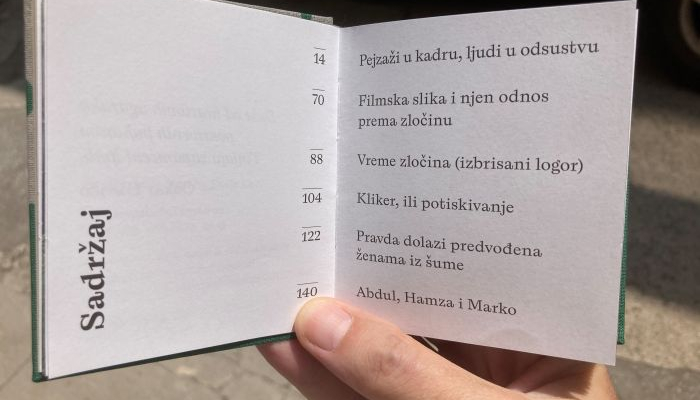 Sadržaj
14
Pejzaži u kadru, ljudi u odsustvu
70
Filmska slika i njen odnos
prema zločinu
88
Vreme zločina (izbrisani logor)
104
Kliker, ili potiskivanje
122
Pravda dolazi predvođena
ženama iz šume
140
Abdul, Hamza i Marko